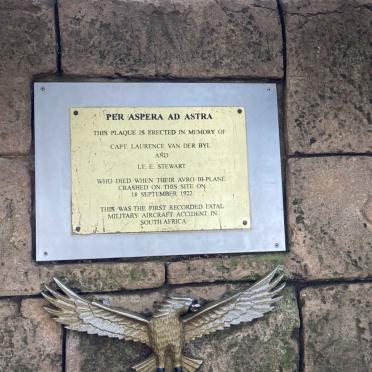 PER ASPERA AD ASTRA
THIS PLAQUE IS ERECTED IN MEMORY OF
CAPT. LAURENCE VAN DER BYL
AND
LT. E. STEWART
WHO DIED WHEN THEIR AVRO BI-PLANE
CRASHED ON THIS SITE ON
18 SEPTEMBER 1922
THIS WAS THE FIRST RECORDED FATAL
MILITARY AIRCRAFT ACCIDENT IN
SOUTH AFRICA